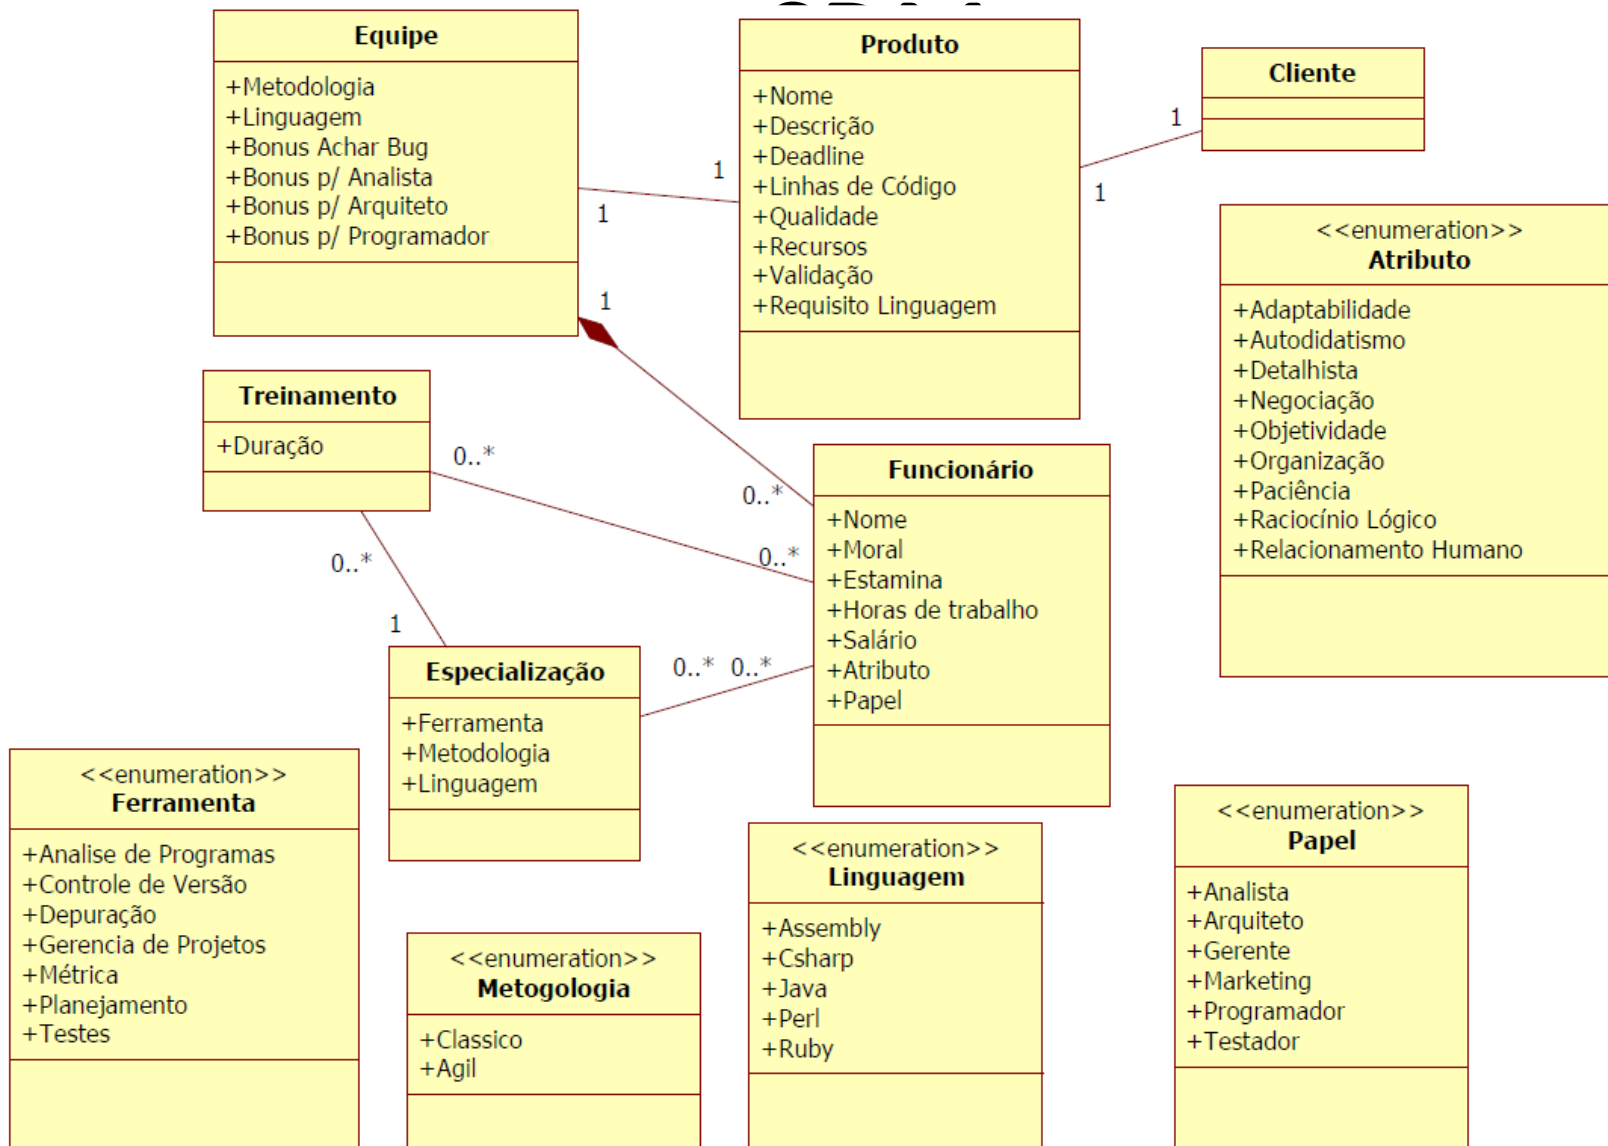 Equipe
+Metodologia
+Linguagem
+Bonus Achar Bug
+Bonus p/ Analista
+Bonus p/ Arquiteto
+Bonus p/ Programador
Produto
+Nome
+Descrição
+Deadline
+Linhas de Código
+Qualidade
+Recursos
+Validação
+Requisito Linguagem
Cliente
1
1
1
1
1
0..*
<<enumeration>>
Atributo
+Adaptabilidade
+Autodidatismo
+Detalhista
+Negociação
+Objetividade
+Organização
+Paciência
+Raciocínio Lógico
+Relacionamento Humano
Treinamento
+Duração
0..*
0..*
0..*
1
Funcionário
+Nome
+Moral
+Estamina
+Horas de trabalho
+Salário
+Atributo
+Papel
Especialização
+Ferramenta
+Metodologia
+Linguagem
0..* 0..*
<<enumeration>>
Ferramenta
+Analise de Programas
+Controle de Versão
+Depuração
+Gerencia de Projetos
+Métrica
+Planejamento
+Testes
<<enumeration>>
Metogologia
+Classico
+Agil
<<enumeration>>
Linguagem
+Assembly
+Csharp
+Java
+Perl
+Ruby
<<enumeration>>
Papel
+Analista
+Arquiteto
+Gerente
+Marketing
+Programador
+Testador